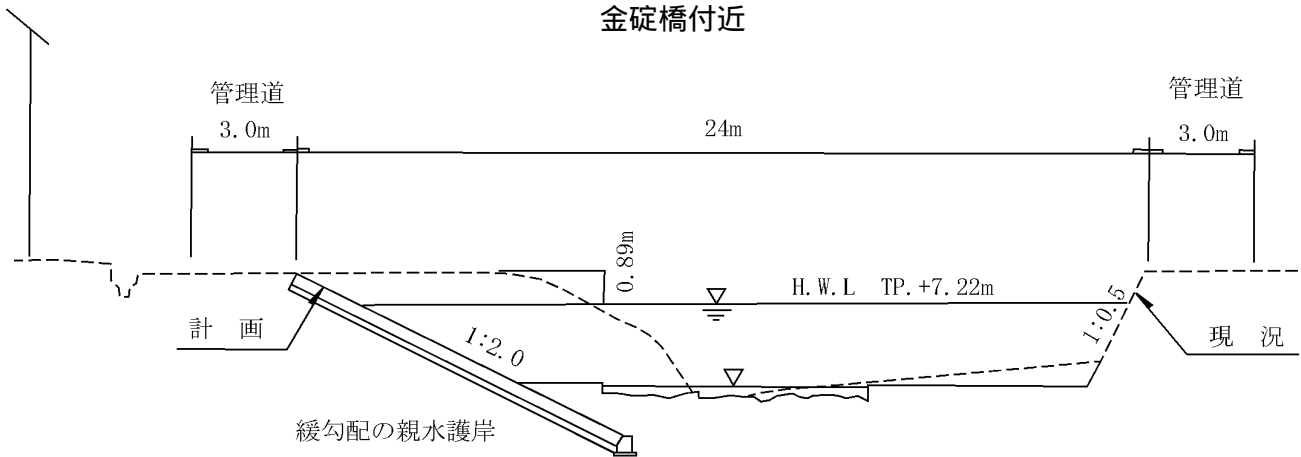 金碇橋付近
管理道
管理道
3.0m
24m
3.0m
0.89m
H.W.L TP.+7.22m
計 画
1:2.0
1:0.5
現 況
緩勾配の親水護岸